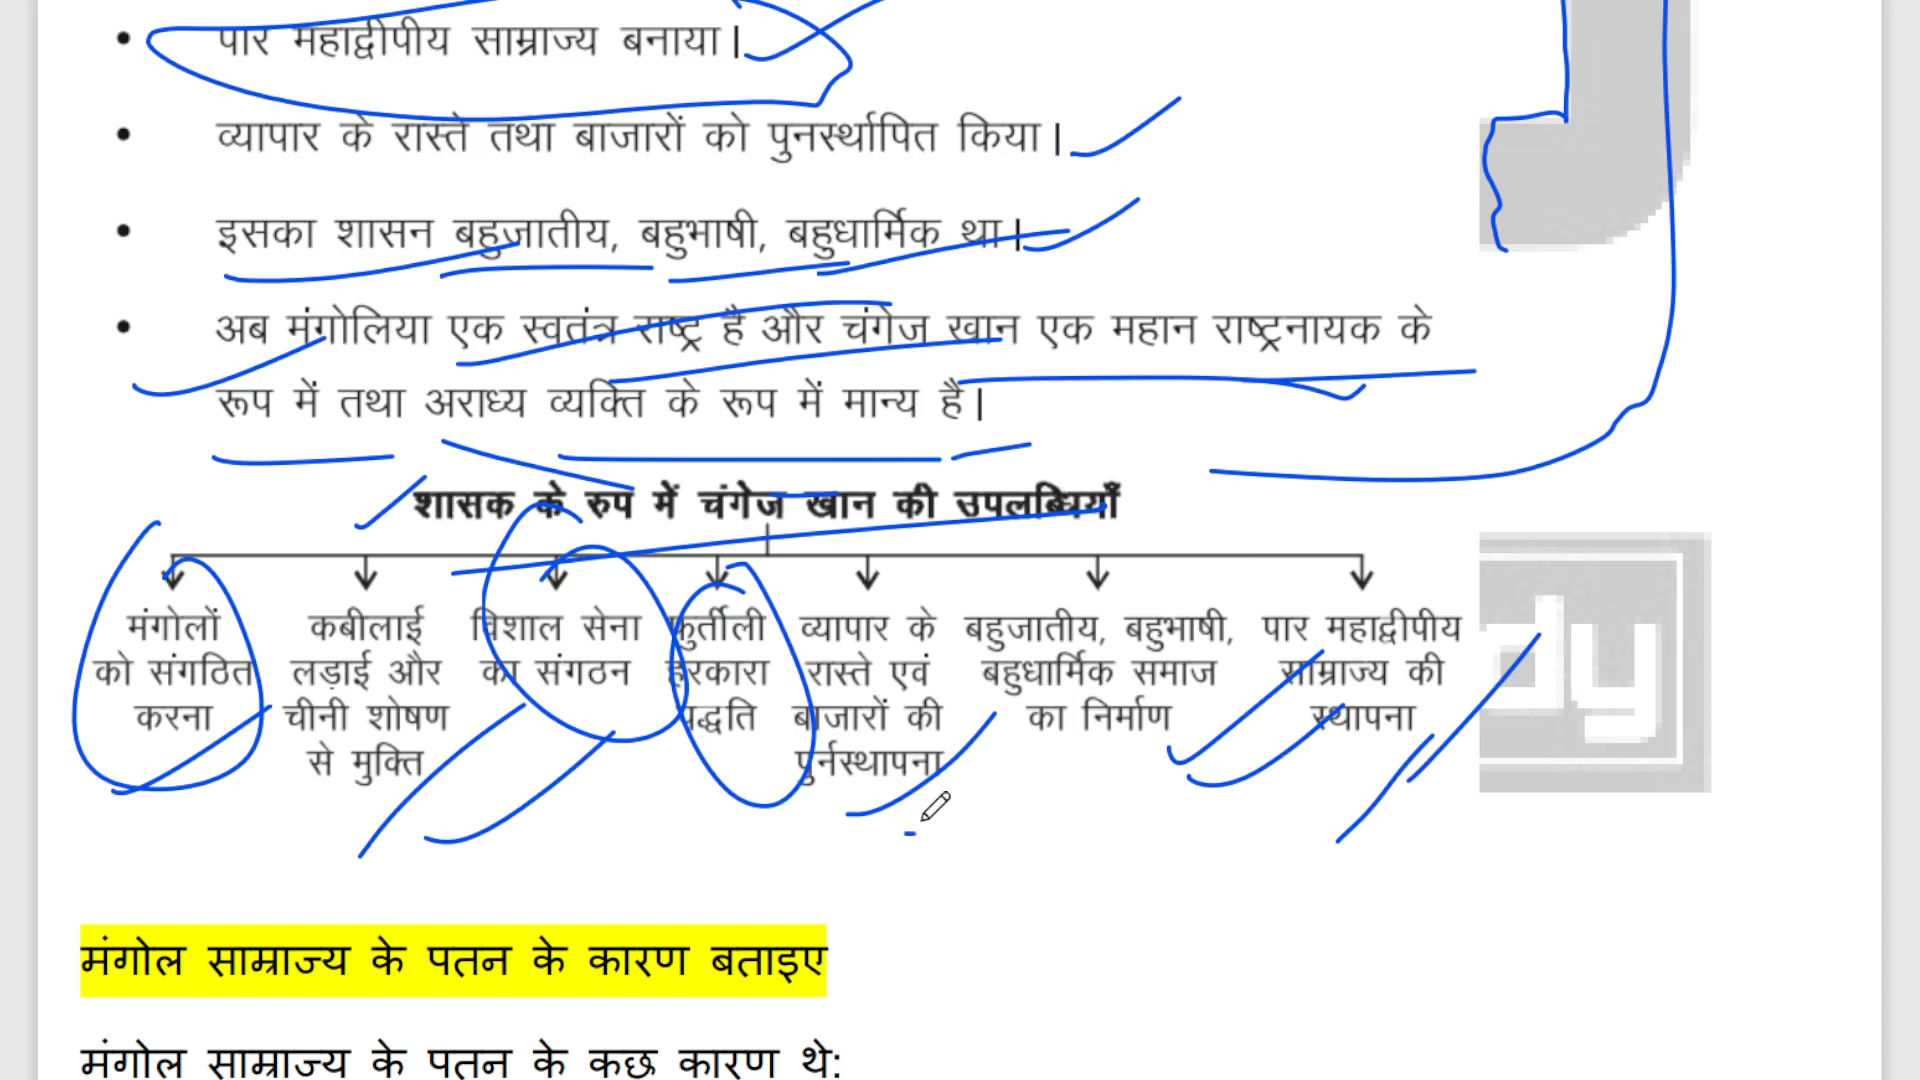 • पार महाद्वीपीय साम्राज्य बनाया।
• व्यापार के रास्ते तथा बाजारों को पुनर्स्थापित किया।
• इसका शासन बहुजातीय, बहुभाषी, बहुधार्मिक था।
• अब मंगोलिया एक स्वतंत्र राष्ट्र है और चंगेज खान एक महान राष्ट्रनायक के
रूप में तथा अराध्य व्यक्ति के रूप में मान्य है।
शासक के रुप में चंगेज खान की उपलब्धियाँ
मंगोलों
को संगठित
करना
कबीलाई
लड़ाई और
चीनी शोषण
से मुक्ति
विशाल सेना
का संगठन
फुर्तीली
हरकारा
पद्धति
व्यापार के
रास्ते एवं
बाजारों की
पुर्नस्थापना
बहुजातीय, बहुभाषी,
बहुधार्मिक समाज
का निर्माण
पार महाद्वीपीय
साम्राज्य की
स्थापना
मंगोल साम्राज्य के पतन के कारण बताइए
मंगोल साम्राज्य के पतन के कछ कारण थे: